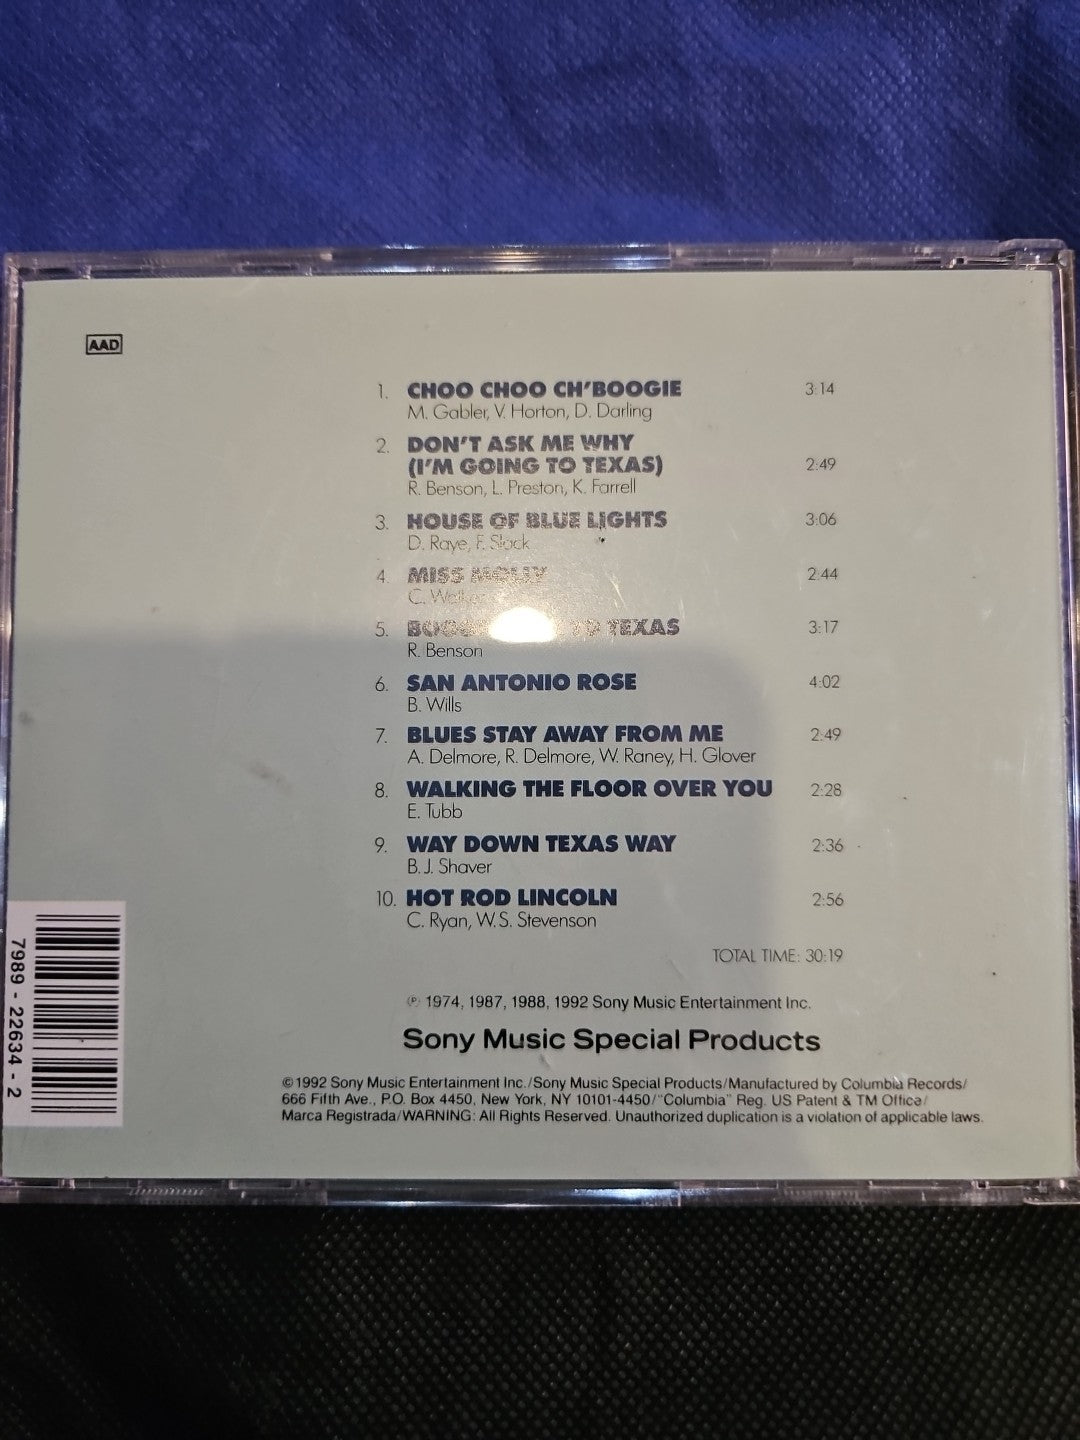 AAD
1. CHOO CHOO CH'BOOGIE 3:14
M. Gabler, V. Horton, D. Darling
2. DON'T ASK ME WHY
(I'M GOING TO TEXAS) 2:49
R. Benson, L. Preston, K. Farrell
3. HOUSE OF BLUE LIGHTS 3:06
D. Raye, F. Slack
4. MISS MOLLY 2:44
C. Walker
5. TO TEXAS 3:17
R. Benson
6. SAN ANTONIO ROSE 4:02
B. Wills
7. BLUES STAY AWAY FROM ME 2:49
A. Delmore, R. Delmore, W. Raney, H. Glover
8. WALKING THE FLOOR OVER YOU 2:28
E. Tubb
9. WAY DOWN TEXAS WAY 2:36
B.J. Shaver
10. HOT ROD LINCOLN 2:56
C. Ryan, W.S. Stevenson
TOTAL TIME: 30:19
℗ 1974, 1987, 1988, 1992 Sony Music Entertainment Inc.
Sony Music Special Products
©1992 Sony Music Entertainment Inc./Sony Music Special Products/Manufactured by Columbia Records/
666 Fifth Ave., P.O. Box 4450, New York, NY 10101-4450/"Columbia" Reg. US Patent & TM Office/
Marca Registrada/WARNING: All Rights Reserved. Unauthorized duplication is a violation of applicable laws.
7989-22634-2